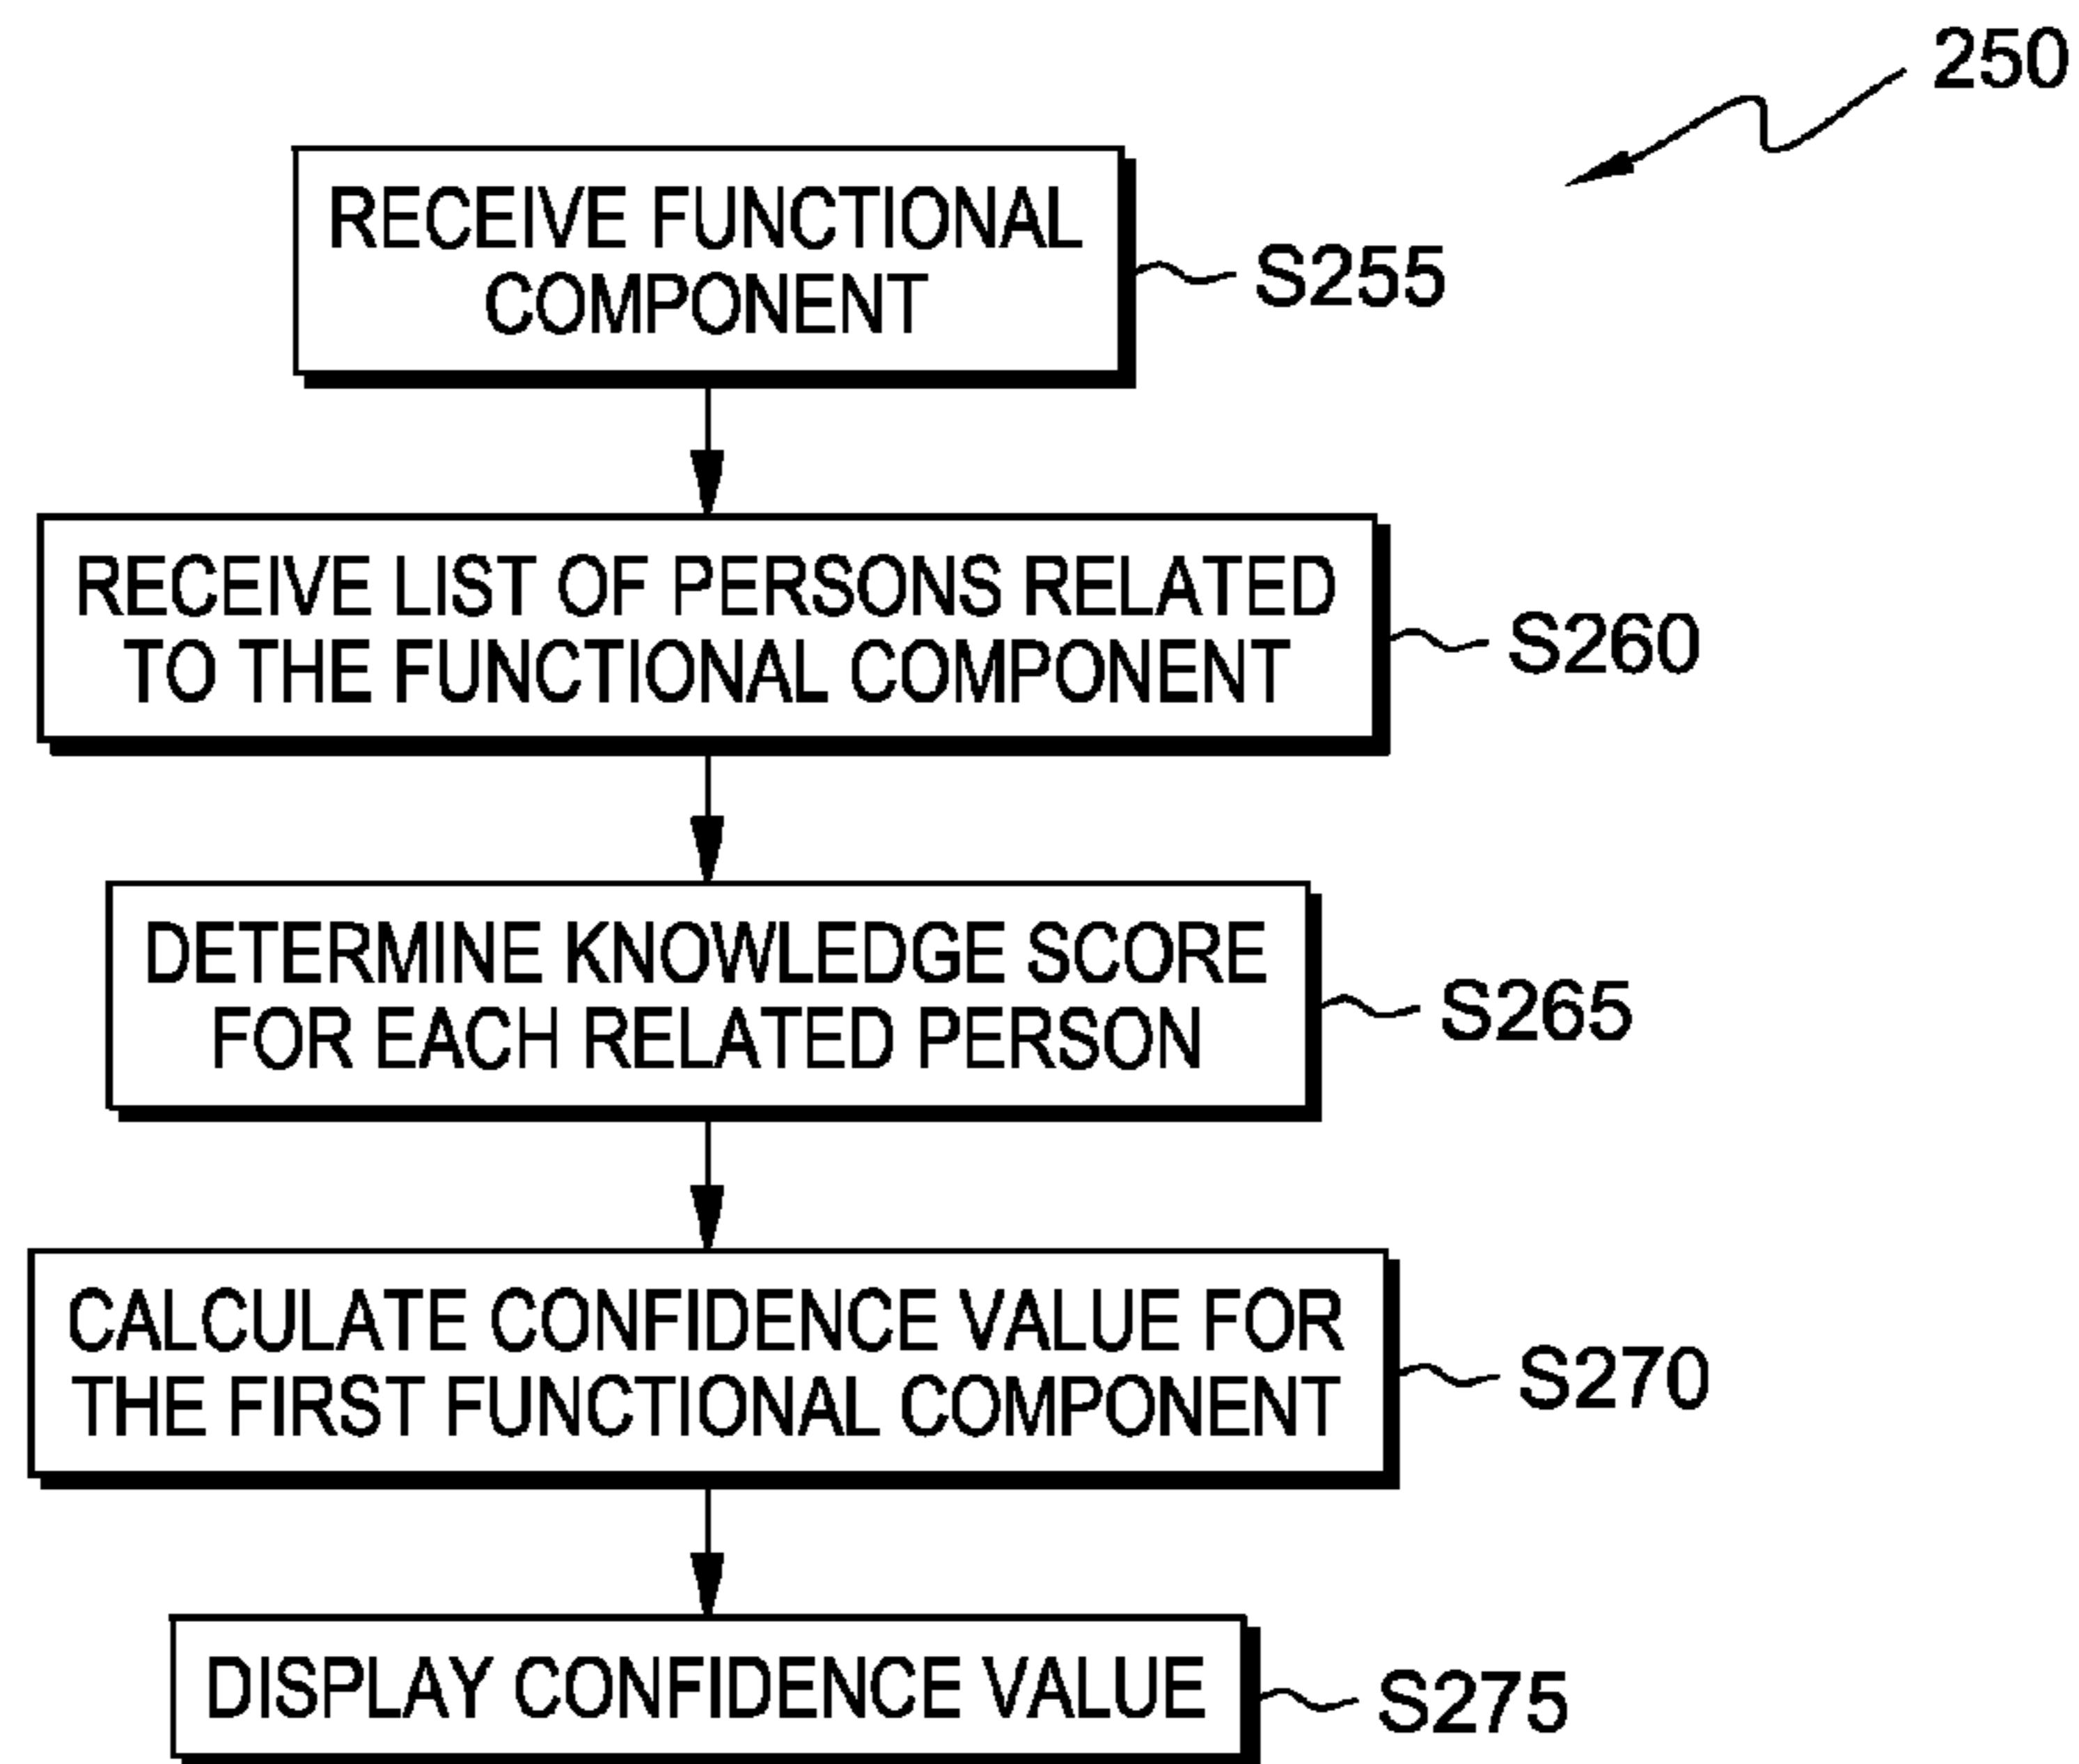 250
RECEIVE FUNCTIONAL
COMPONENT
S255
RECEIVE LIST OF PERSONS RELATED
TO THE FUNCTIONAL COMPONENT
S260
DETERMINE KNOWLEDGE SCORE
FOR EACH RELATED PERSON
S265
CALCULATE CONFIDENCE VALUE FOR
THE FIRST FUNCTIONAL COMPONENT
S270
DISPLAY CONFIDENCE VALUE
S275